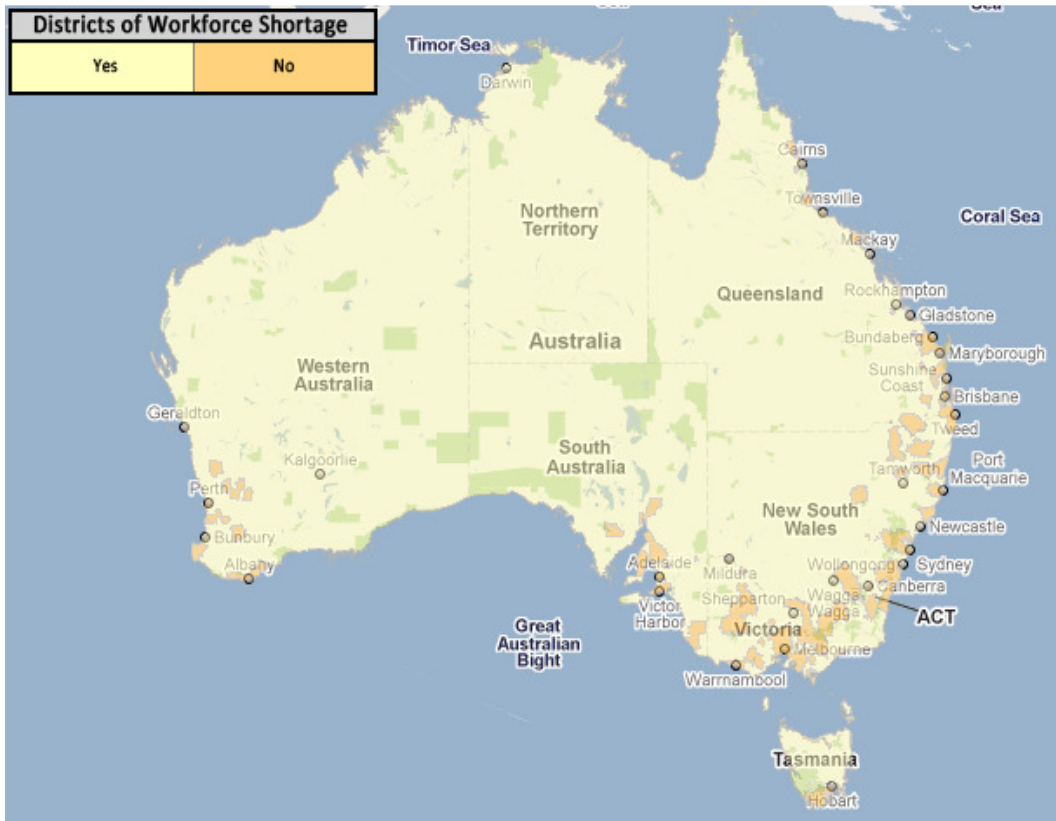 Sea
Districts of Workforce Shortage
Yes
No
Timor Sea
Darwin
Cairns
Townsville
Coral Sea
Northern
Territory
Mackay
Queensland
Rockhampton
Gladstone
Bundaberg
Australia
Maryborough
Western
Australia
Sunshine
Coast
Brisbane
Geraldton
Tweed
South
Australia
Kalgoorlie
Tamworth
Port
Macquarie
Perth
New South
Wales
Newcastle
Bunbury
Adelaide
Wollongong
Sydney
Albany
Mildura
Canberra
Shepparton
Wagga
Wagga
Victor
Harbor
ACT
Great
Australian
Bight
Victoria
Melbourne
Warrnambool
Tasmania
Hobart